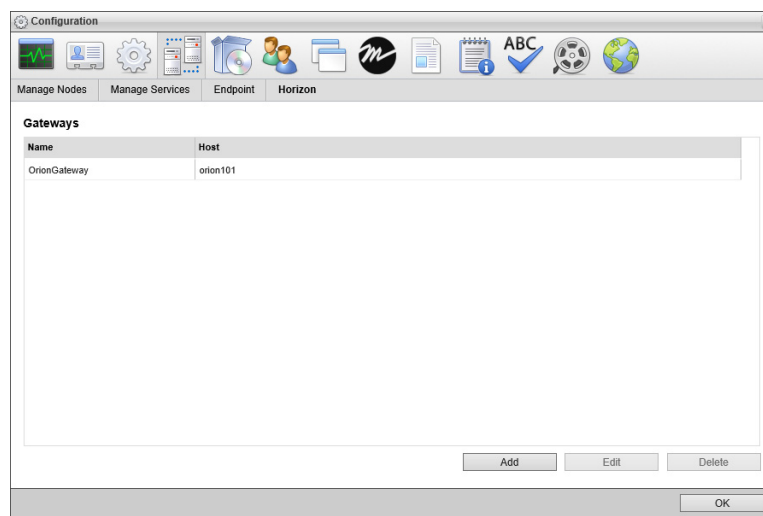 Configuration
ABC
Manage Nodes Manage Services Endpoint Horizon
Gateways
Name Host
OrionGateway orion101
Add Edit Delete
OK